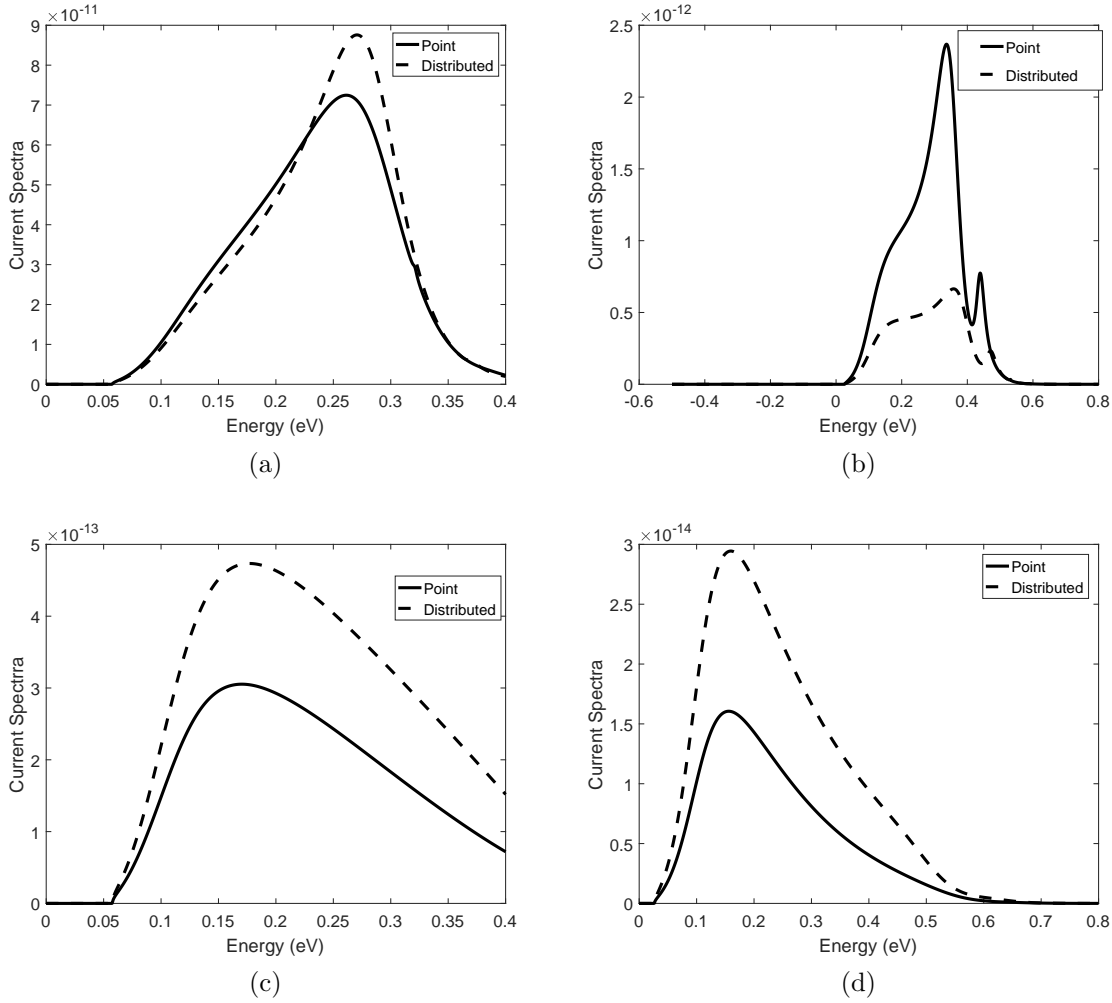 ×10⁻¹¹
9
8
7
6
5
4
3
2
1
0
0 0.05 0.1 0.15 0.2 0.25 0.3 0.35 0.4
Current Spectra
Energy (eV)
Point
Distributed
(a)
×10⁻¹²
2.5
2
1.5
1
0.5
0
-0.6 -0.4 -0.2 0 0.2 0.4 0.6 0.8
Current Spectra
Energy (eV)
Point
Distributed
(b)
×10⁻¹³
5
4
3
2
1
0
0 0.05 0.1 0.15 0.2 0.25 0.3 0.35 0.4
Current Spectrra
Energy (eV)
Point
Distributed
(c)
×10⁻¹⁴
3
2.5
2
1.5
1
0.5
0
0 0.1 0.2 0.3 0.4 0.5 0.6 0.7 0.8
Current Spectra
Energy (eV)
Point
Distributed
(d)